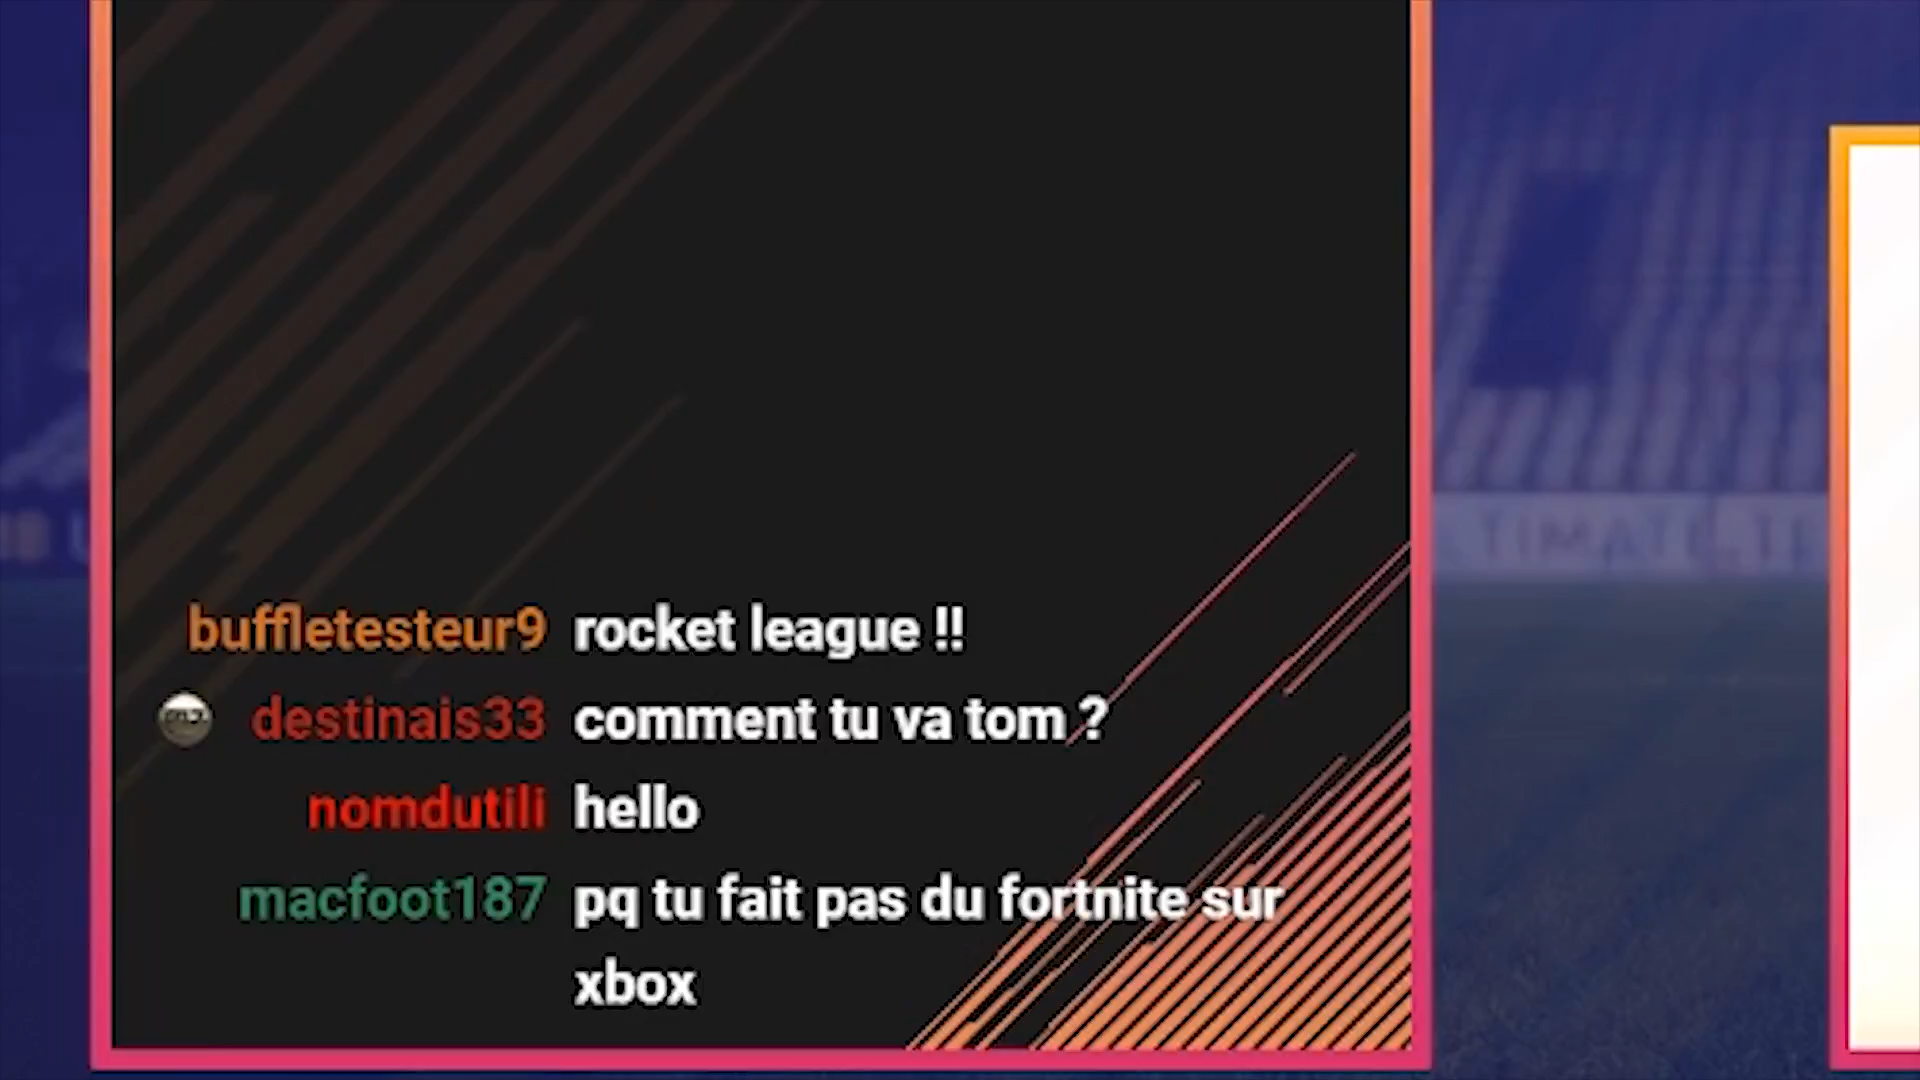 buffletesteur9 rocket league !!
destinais33 comment tu va tom ?
nomdutili hello
macfoot187 pq tu fait pas du fortnite sur
xbox